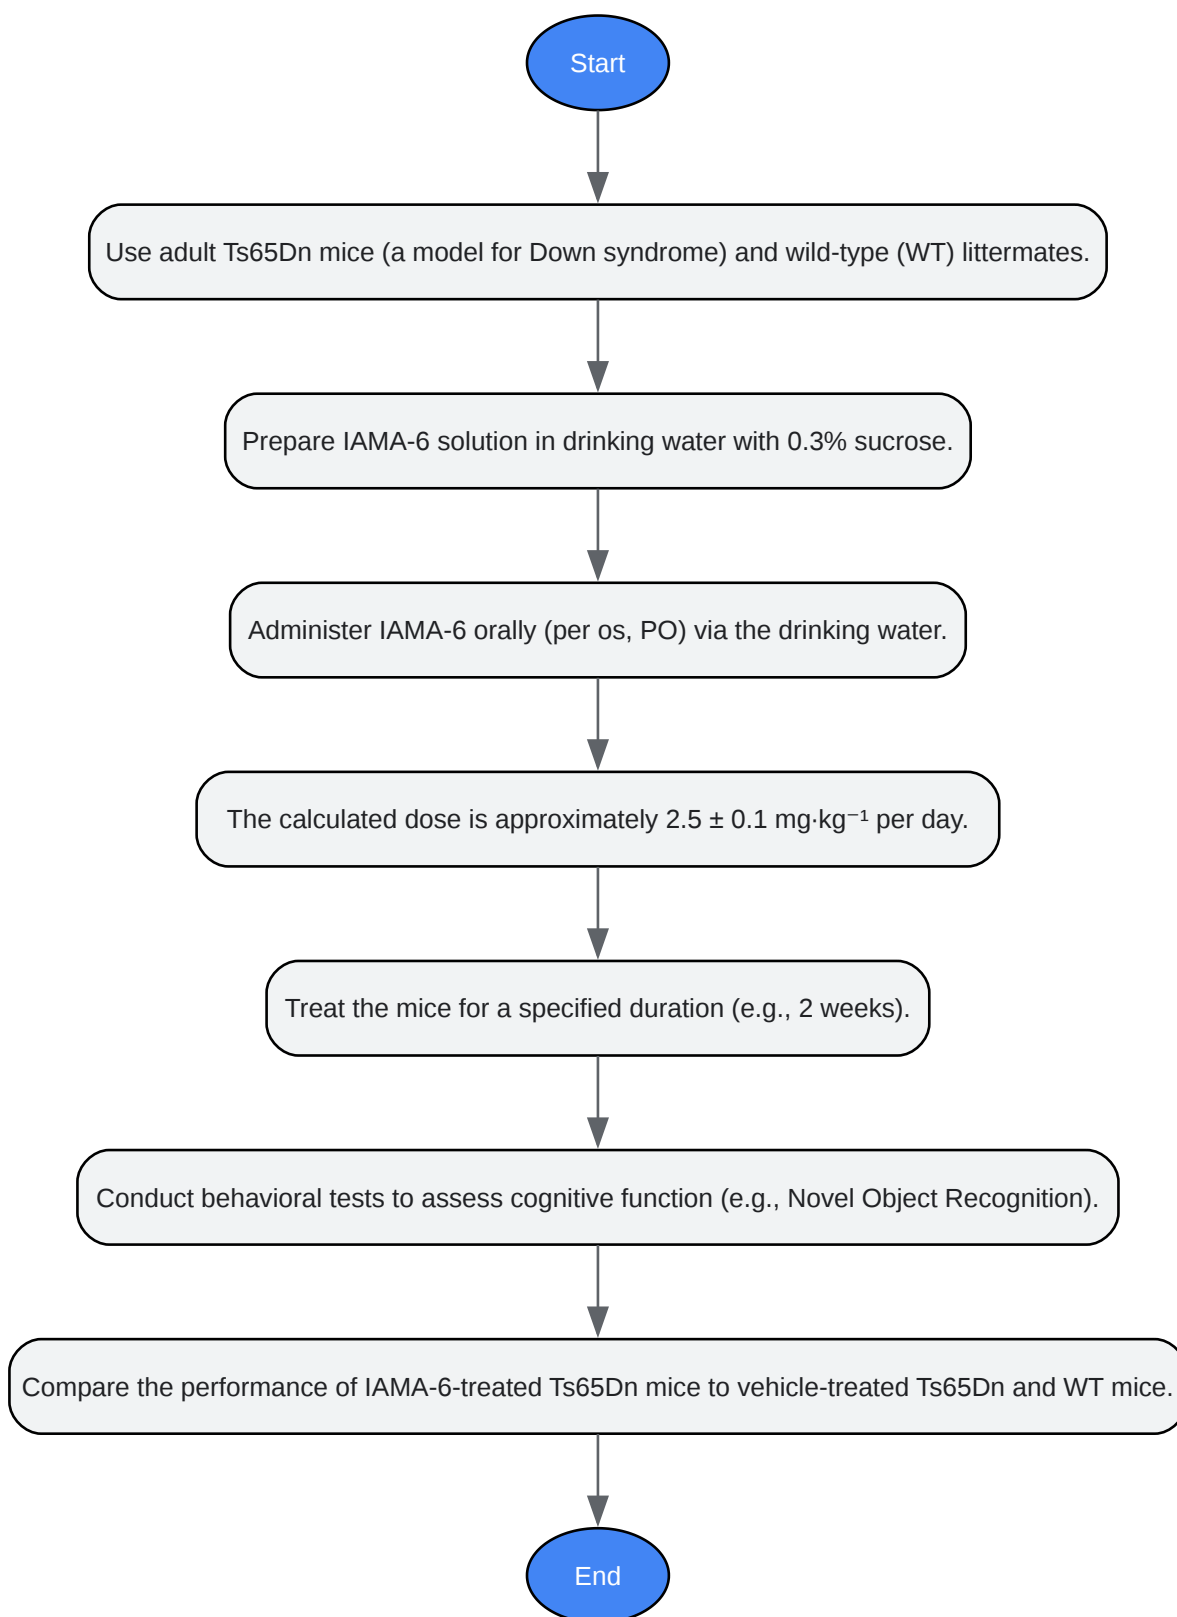 Start
Use adult Ts65Dn mice (a model for Down syndrome) and wild-type (WT) littermates.
Prepare IAMA-6 solution in drinking water with 0.3% sucrose.
Administer IAMA-6 orally (per os, PO) via the drinking water.
The calculated dose is approximately 2.5 ± 0.1 mg·kg⁻¹ per day.
Treat the mice for a specified duration (e.g., 2 weeks).
Conduct behavioral tests to assess cognitive function (e.g., Novel Object Recognition).
Compare the performance of IAMA-6-treated Ts65Dn mice to vehicle-treated Ts65Dn and WT mice.
End